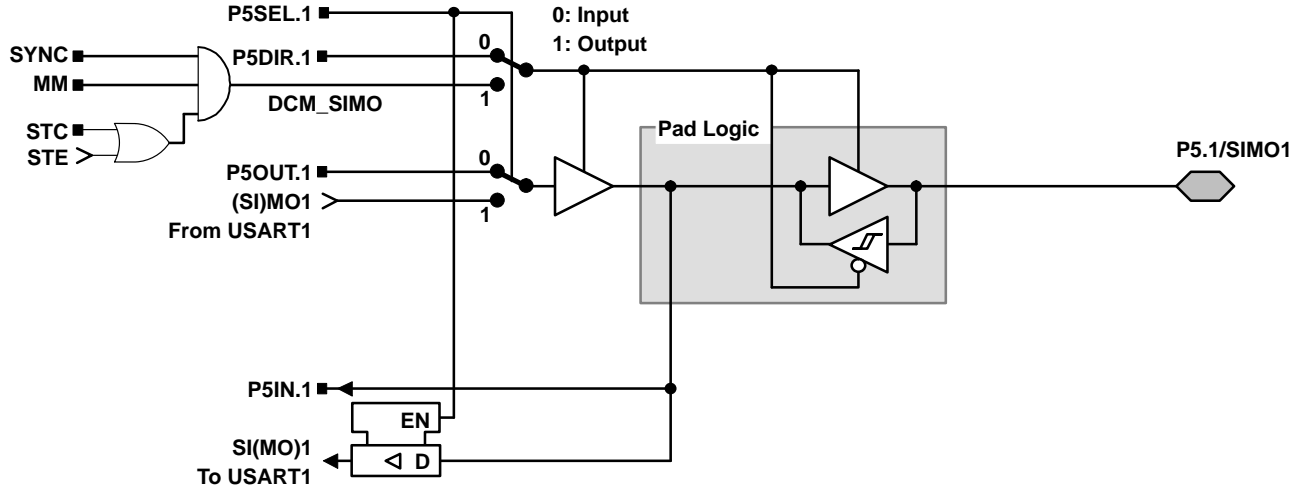 P5SEL.1
0: Input
1: Output
SYNC
P5DIR.1
0
MM
1
DCM_SIMO
STC
STE
Pad Logic
P5.1/SIMO1
P5OUT.1
0
(SI)MO1
1
From USART1
P5IN.1
EN
SI(MO)1
D
To USART1